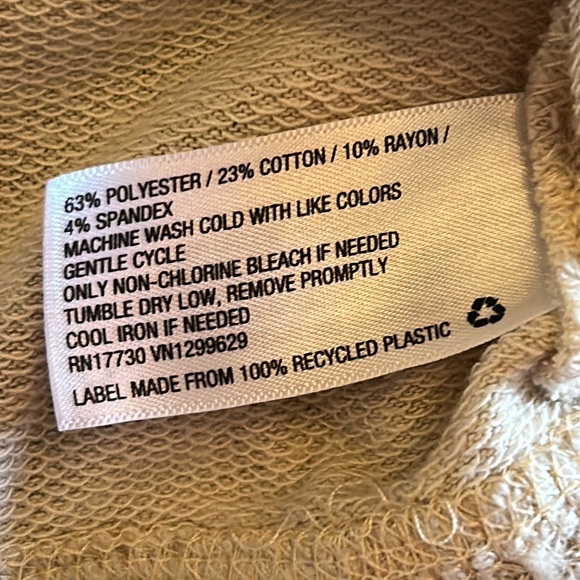 63% POLYESTER / 23% COTTON / 10% RAYON /
4% SPANDEX
MACHINE WASH COLD WITH LIKE COLORS
GENTLE CYCLE
ONLY NON-CHLORINE BLEACH IF NEEDED
TUMBLE DRY LOW, REMOVE PROMPTLY
COOL IRON IF NEEDED
RN17730 VN1299629
LABEL MADE FROM 100% RECYCLED PLASTIC